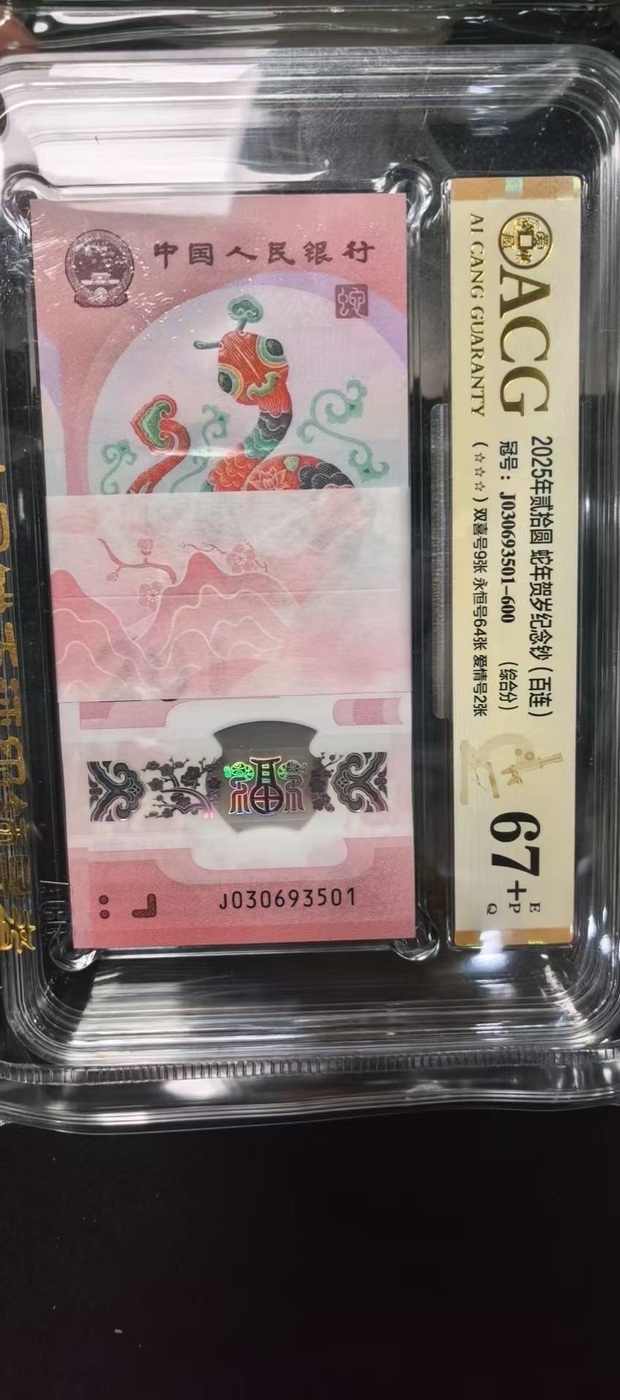 中国人民银行
蛇
福
J030693501
ACG
AI CANG GUARANTY
2025年贰拾圆 蛇年贺岁纪念钞（百连）
冠号：J030693501-600 （综合分）
（☆☆☆）双喜号9张 永恒号64张 爱情号2张
67+
E
P
Q